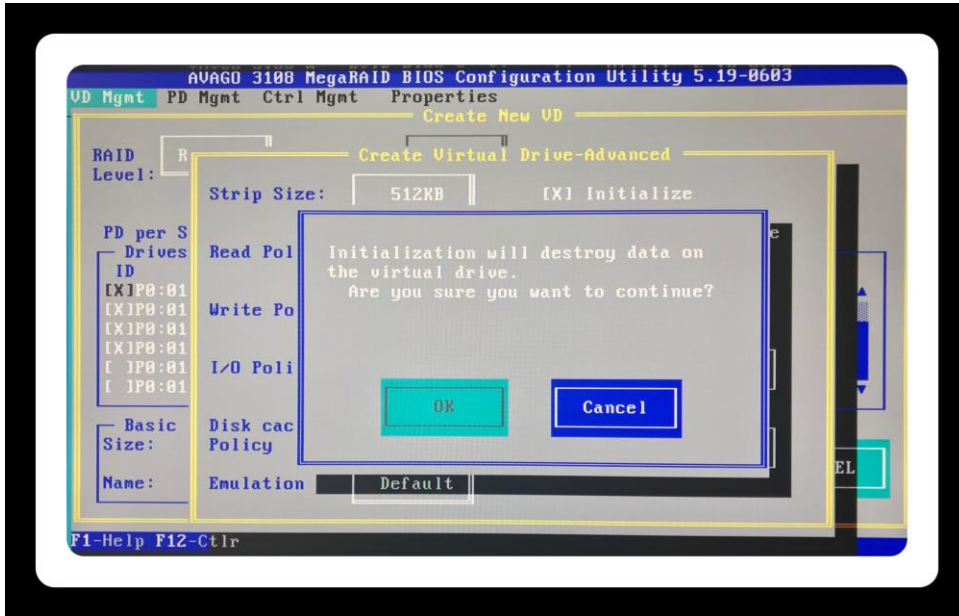 AVAGO 3108 MegaRAID BIOS Configuration Utility 5.19-0603
VD Mgmt PD Mgmt Ctrl Mgmt Properties
Create New VD
RAID Level: R
Create Virtual Drive-Advanced
Strip Size: 512KB [X] Initialize
PD per S
Drives
ID
[X]P0:01
[X]P0:01
[X]P0:01
[X]P0:01
[ ]P0:01
[ ]P0:01
Read Pol
Write Po
I/O Poli
Disk cac
Policy
Emulation Default
Initialization will destroy data on
the virtual drive.
Are you sure you want to continue?
OK Cancel
Basic
Size:
Name:
EL
F1-Help F12-Ctlr